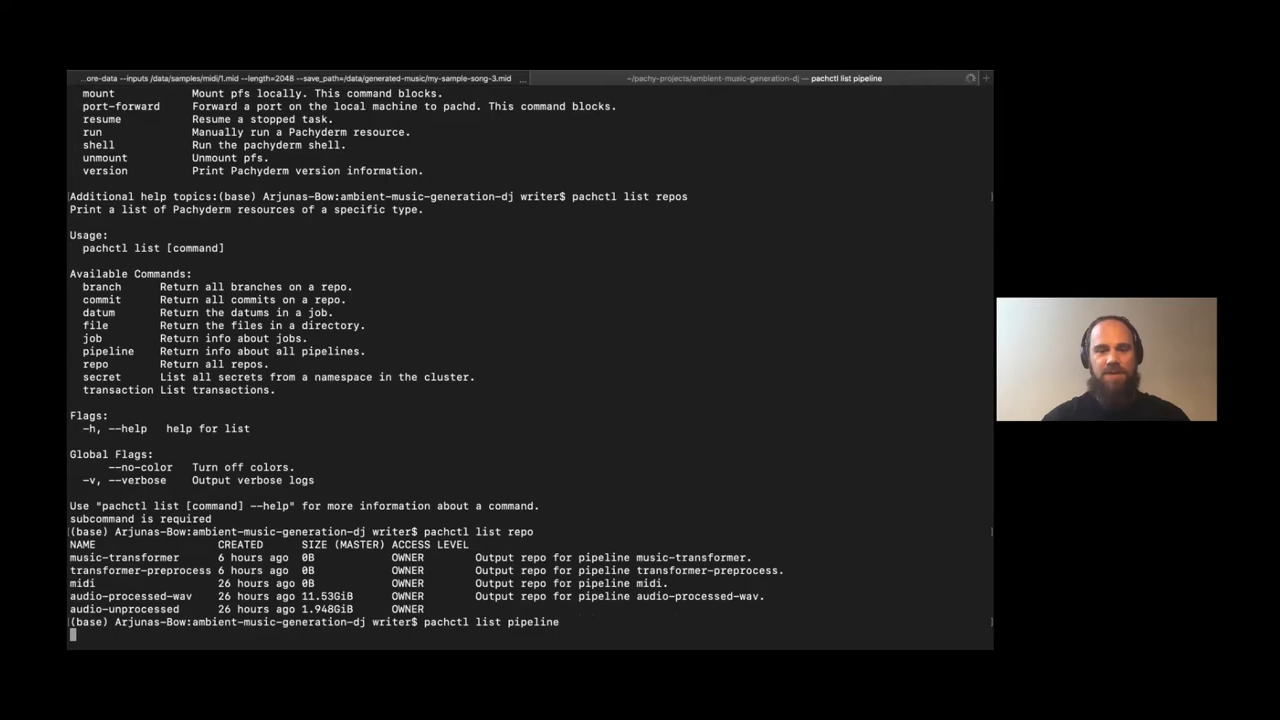 ...ore-data --inputs /data/samples/midi/1.mid --length=2048 --save_path=/data/generated-music/my-sample-song-3.mid ...
~/pachy-projects/ambient-music-generation-dj — pachctl list pipeline
mount Mount pfs locally. This command blocks.
port-forward Forward a port on the local machine to pachd. This command blocks.
resume Resume a stopped task.
run Manually run a Pachyderm resource.
shell Run the pachyderm shell.
unmount Unmount pfs.
version Print Pachyderm version information.
Additional help topics:(base) Arjunas-Bow:ambient-music-generation-dj writer$ pachctl list repos
Print a list of Pachyderm resources of a specific type.
Usage:
pachctl list [command]
Available Commands:
branch Return all branches on a repo.
commit Return all commits on a repo.
datum Return the datums in a job.
file Return the files in a directory.
job Return info about jobs.
pipeline Return info about all pipelines.
repo Return all repos.
secret List all secrets from a namespace in the cluster.
transaction List transactions.
Flags:
-h, --help help for list
Global Flags:
--no-color Turn off colors.
-v, --verbose Output verbose logs
Use "pachctl list [command] --help" for more information about a command.
subcommand is required
(base) Arjunas-Bow:ambient-music-generation-dj writer$ pachctl list repo
NAME CREATED SIZE (MASTER) ACCESS LEVEL
music-transformer 6 hours ago 0B OWNER Output repo for pipeline music-transformer.
transformer-preprocess 6 hours ago 0B OWNER Output repo for pipeline transformer-preprocess.
midi 26 hours ago 0B OWNER Output repo for pipeline midi.
audio-processed-wav 26 hours ago 11.53GiB OWNER Output repo for pipeline audio-processed-wav.
audio-unprocessed 26 hours ago 1.948GiB OWNER
(base) Arjunas-Bow:ambient-music-generation-dj writer$ pachctl list pipeline